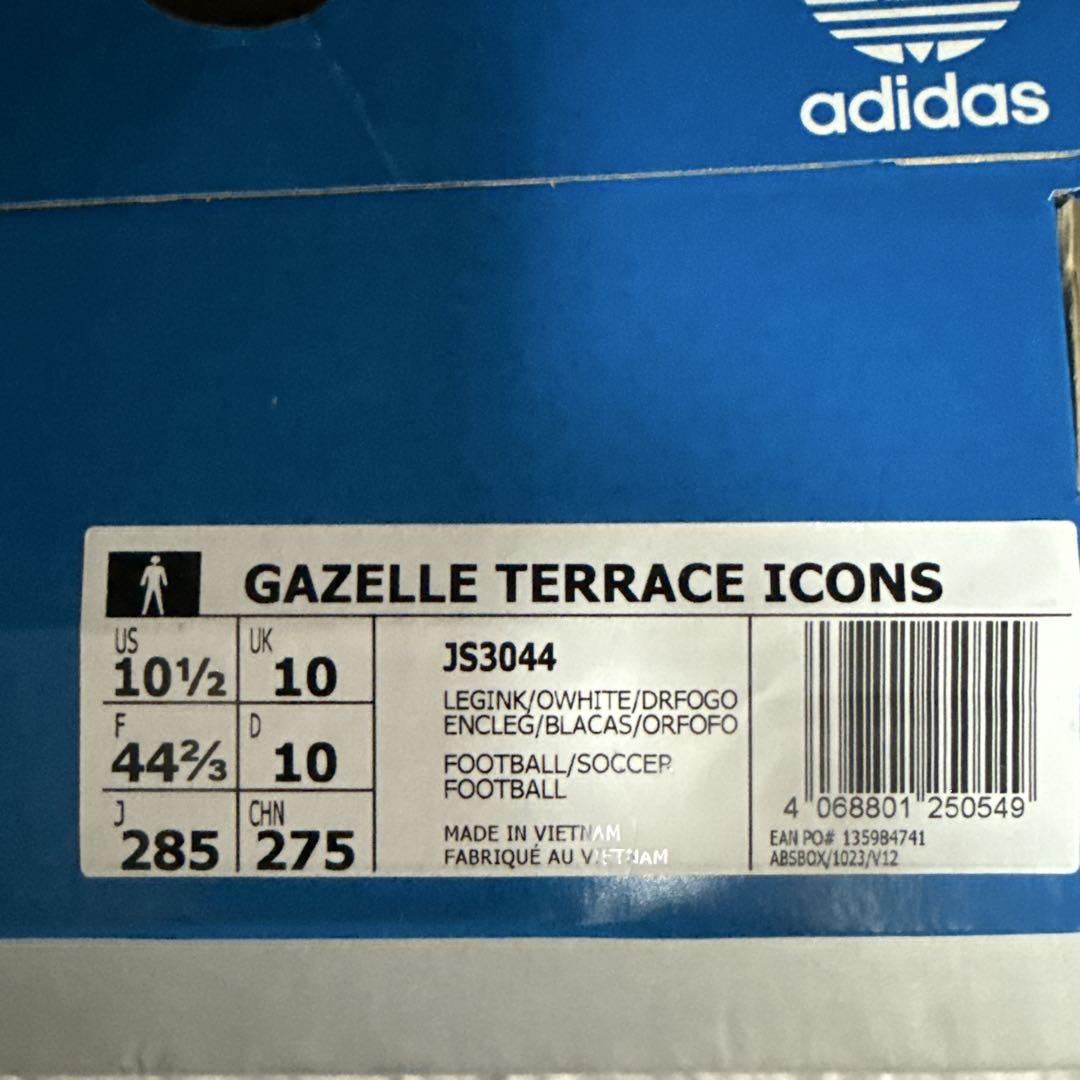 adidas
GAZELLE TERRACE ICONS
US 10½
UK 10
F 44⅔
D 10
J 285
CHN 275
JS3044
LEGINK/OWHITE/DRFOGO
ENCLEG/BLACAS/ORFOFO
FOOTBALL/SOCCER
FOOTBALL
MADE IN VIETNAM
FABRIQUÉ AU VIETNAM
4 068801 250549
EAN PO# 135984741
ABSBOX/1023/V12